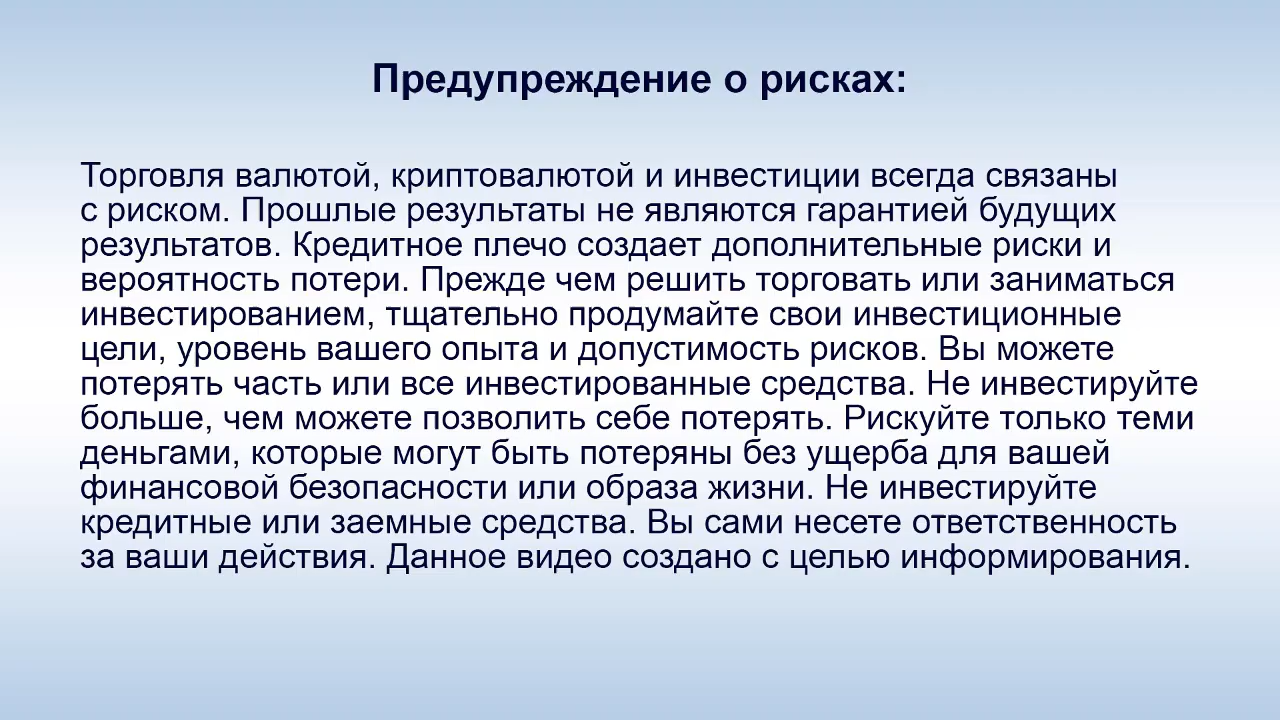 Предупреждение о рисках:
Торговля валютой, криптовалютой и инвестиции всегда связаны
с риском. Прошлые результаты не являются гарантией будущих
результатов. Кредитное плечо создает дополнительные риски и
вероятность потери. Прежде чем решить торговать или заниматься
инвестированием, тщательно продумайте свои инвестиционные
цели, уровень вашего опыта и допустимость рисков. Вы можете
потерять часть или все инвестированные средства. Не инвестируйте
больше, чем можете позволить себе потерять. Рискуйте только теми
деньгами, которые могут быть потеряны без ущерба для вашей
финансовой безопасности или образа жизни. Не инвестируйте
кредитные или заемные средства. Вы сами несете ответственность
за ваши действия. Данное видео создано с целью информирования.